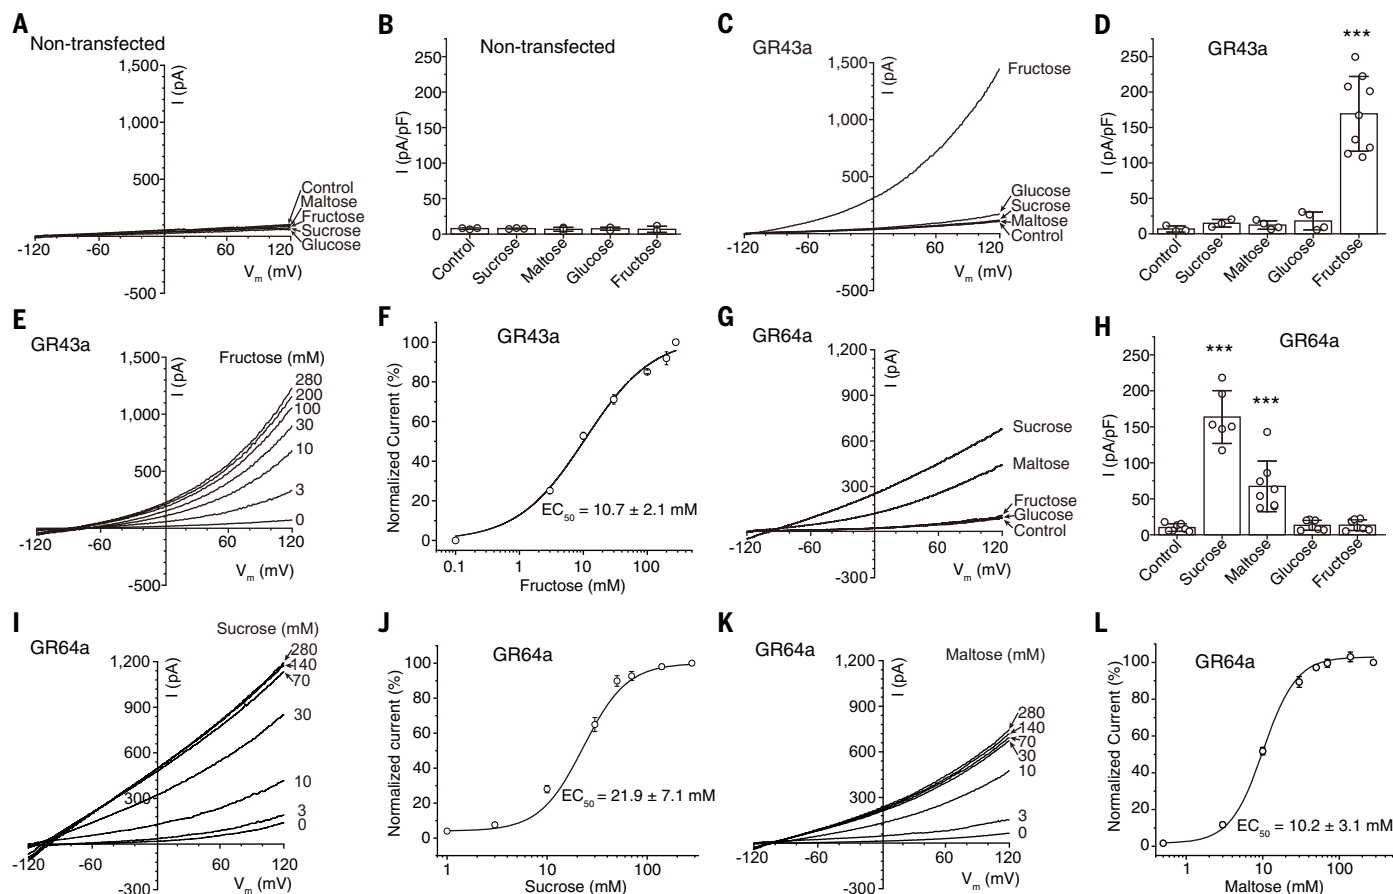 A
Non-transfected
1,500
1,000
500
-500
I (pA)
-120
-60
60
120
Vm (mV)
Control
Maltose
Fructose
Sucrose
Glucose
B
Non-transfected
250
200
150
100
50
0
I (pA/pF)
Control
Sucrose
Maltose
Glucose
Fructose
C
GR43a
1,500
1,000
500
-500
I (pA)
-120
-60
60
120
Vm (mV)
Fructose
Glucose
Sucrose
Maltose
Control
D
GR43a
***
250
200
150
100
50
0
I (pA/pF)
Control
Sucrose
Maltose
Glucose
Fructose
E
GR43a
Fructose (mM)
1,500
1,000
500
-500
I (pA)
-120
-60
60
120
Vm (mV)
280
200
100
30
10
3
0
F
GR43a
100
80
60
40
20
0
Normalized Current (%)
EC50 = 10.7 ± 2.1 mM
0.1
1
10
100
Fructose (mM)
G
GR64a
1,200
900
600
300
-300
I (pA)
-120
-60
60
120
Vm (mV)
Sucrose
Maltose
Fructose
Glucose
Control
H
GR64a
***
***
250
200
150
100
50
0
I (pA/pF)
Control
Sucrose
Maltose
Glucose
Fructose
I
GR64a
Sucrose (mM)
1,200
900
600
300
-300
I (pA)
-120
-60
60
120
Vm (mV)
280
140
70
30
10
3
0
J
GR64a
100
80
60
40
20
0
Normalized current (%)
EC50 = 21.9 ± 7.1 mM
1
10
100
Sucrose (mM)
K
GR64a
Maltose (mM)
1,200
900
600
300
-300
I (pA)
-120
-60
60
120
Vm (mV)
280
140
70
30
10
3
0
L
GR64a
100
80
60
40
20
0
Normalized Current (%)
EC50 = 10.2 ± 3.1 mM
1
10
100
Maltose (mM)